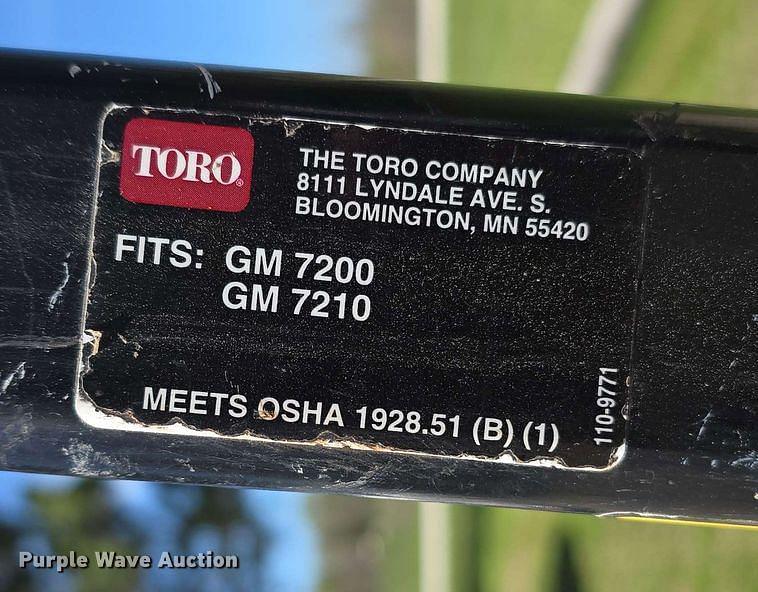 TORO®
THE TORO COMPANY
8111 LYNDALE AVE. S.
BLOOMINGTON, MN 55420
FITS: GM 7200
GM 7210
MEETS OSHA 1928.51 (B) (1)
110-9771
Purple Wave Auction